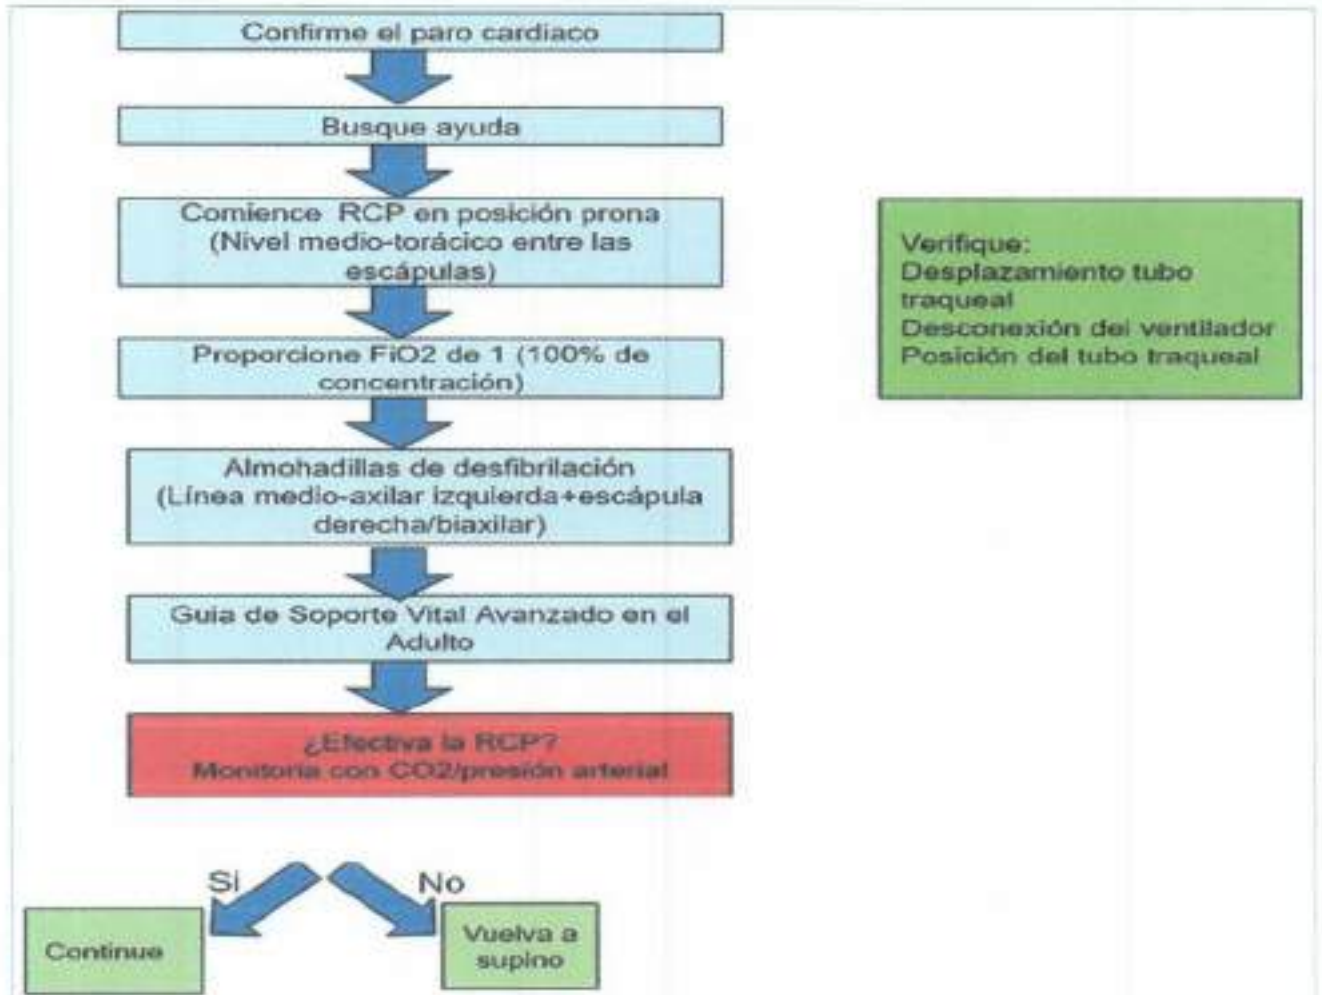 Confirme el paro cardiaco
Busque ayuda
Comience RCP en posición prona
(Nivel medio-torácico entre las
escápulas)
Verifique:
Desplazamiento tubo
traqueal
Desconexión del ventilador
Posición del tubo traqueal
Proporcione FiO2 de 1 (100% de
concentración)
Almohadillas de desfibrilación
(Línea medio-axilar izquierda+escápula
derecha/biaxilar)
Guia de Soporte Vital Avanzado en el
Adulto
¿Efectiva la RCP?
Monitoria con CO2/presión arterial
Si
No
Continue
Vuelva a
supino